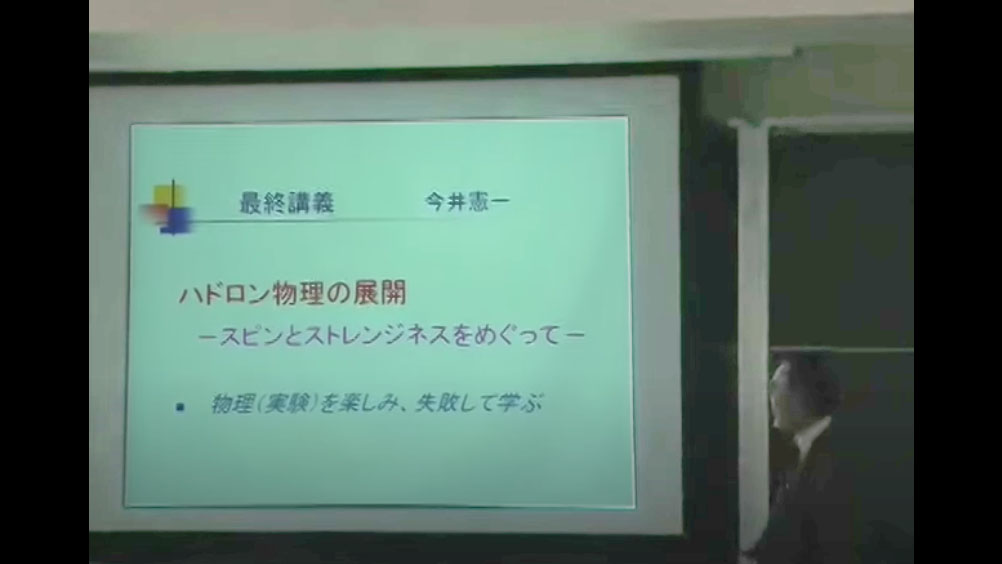 最終講義 今井憲一
ハドロン物理の展開
－スピンとストレンジネスをめぐって－
■ 物理(実験)を楽しみ、失敗して学ぶ